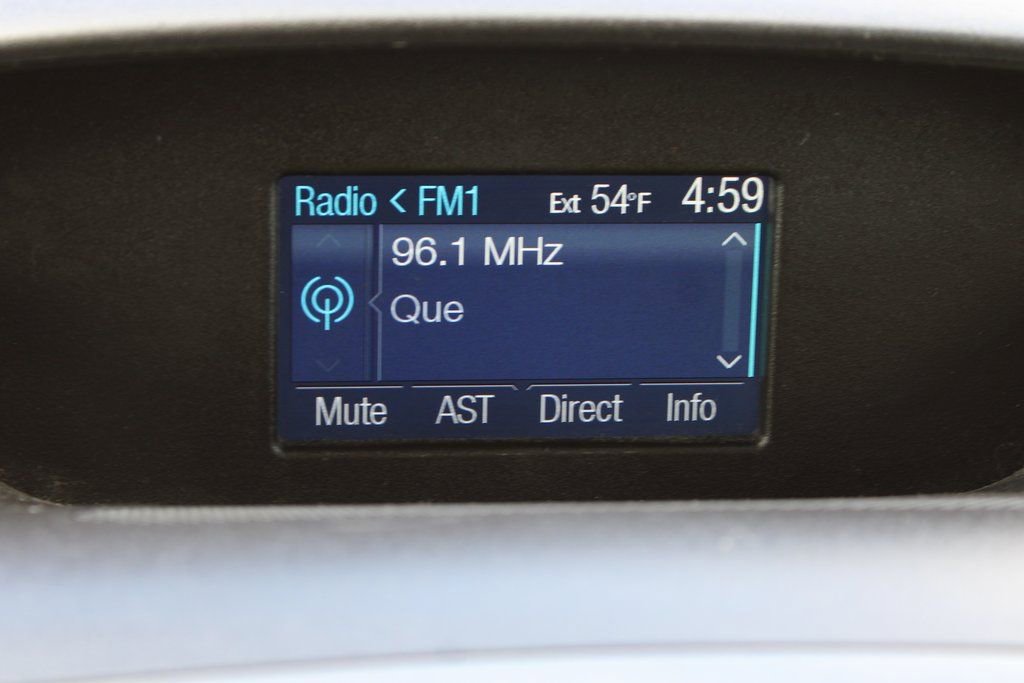 Radio < FM1 Ext 54°F 4:59
96.1 MHz
Que
Mute AST Direct Info